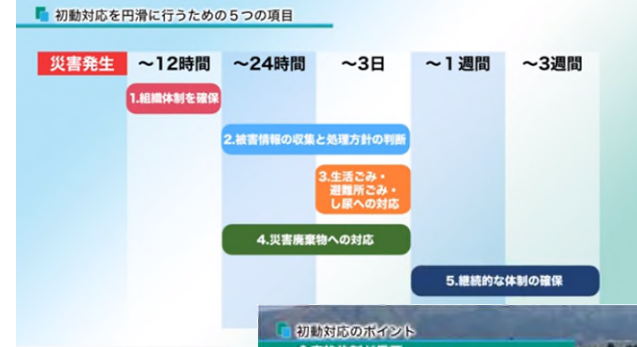 初動対応を円滑に行うための５つの項目
災害発生
～12時間
～24時間
～3日
～１週間
～3週間
1.組織体制を確保
2.被害情報の収集と処理方針の判断
3.生活ごみ・
避難所ごみ・
し尿への対応
4.災害廃棄物への対応
5.継続的な体制の確保
初動対応のポイント